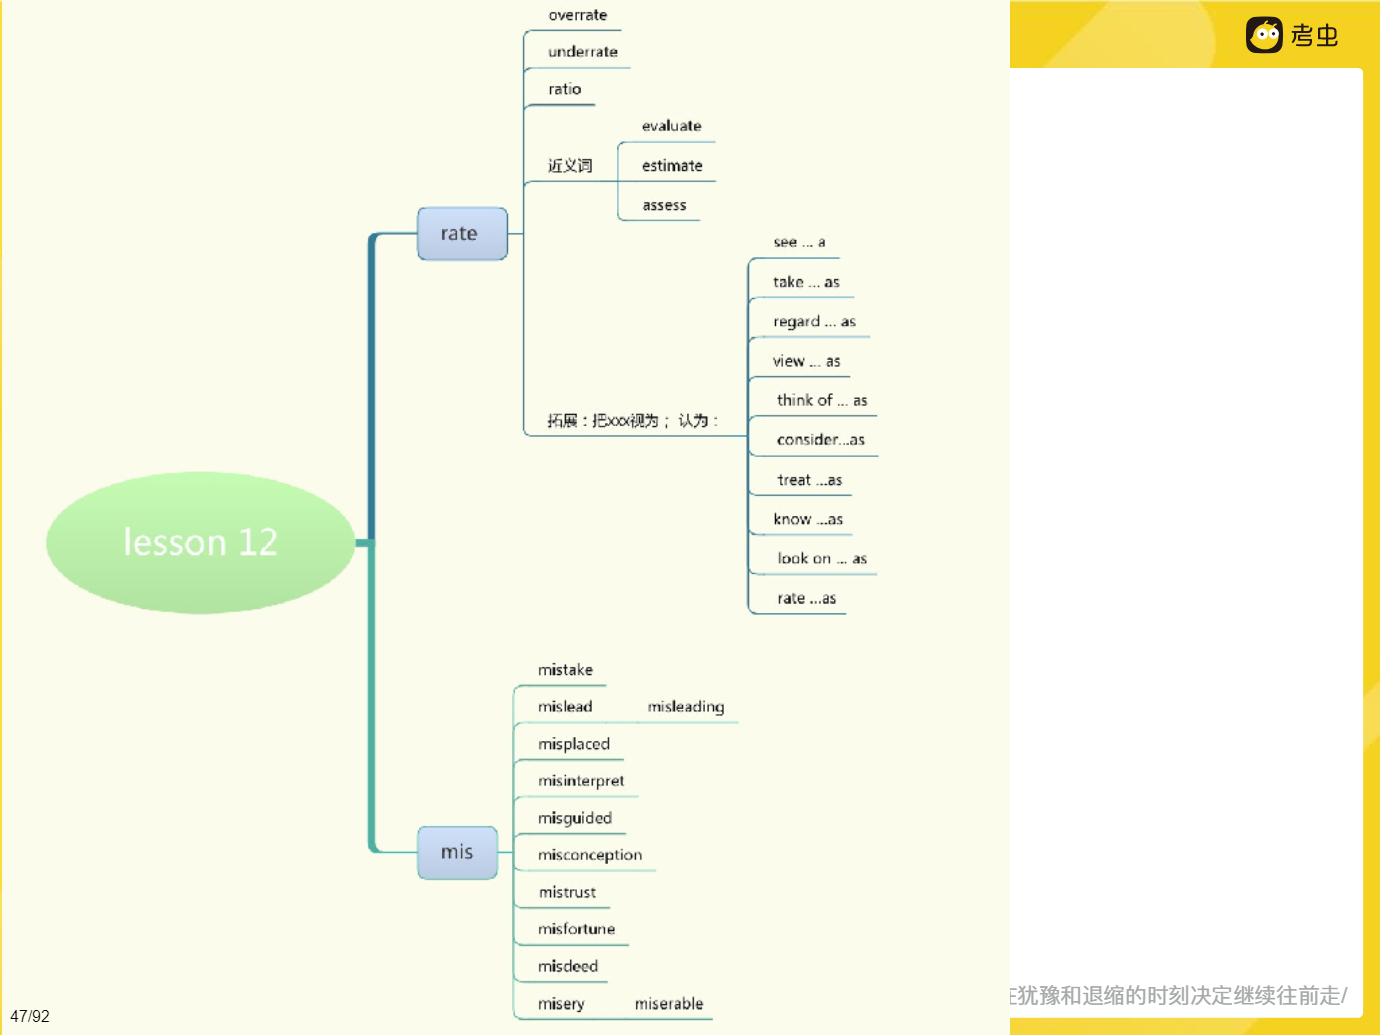 考虫
overrate
underrate
ratio
近义词
evaluate
estimate
assess
rate
拓展：把xxx视为； 认为：
see ... a
take ... as
regard ... as
view ... as
think of ... as
consider...as
treat ...as
know ...as
look on ... as
rate ...as
lesson 12
mis
mistake
mislead
misleading
misplaced
misinterpret
misguided
misconception
mistrust
misfortune
misdeed
misery
miserable
犹豫和退缩的时刻决定继续往前走/
47/92